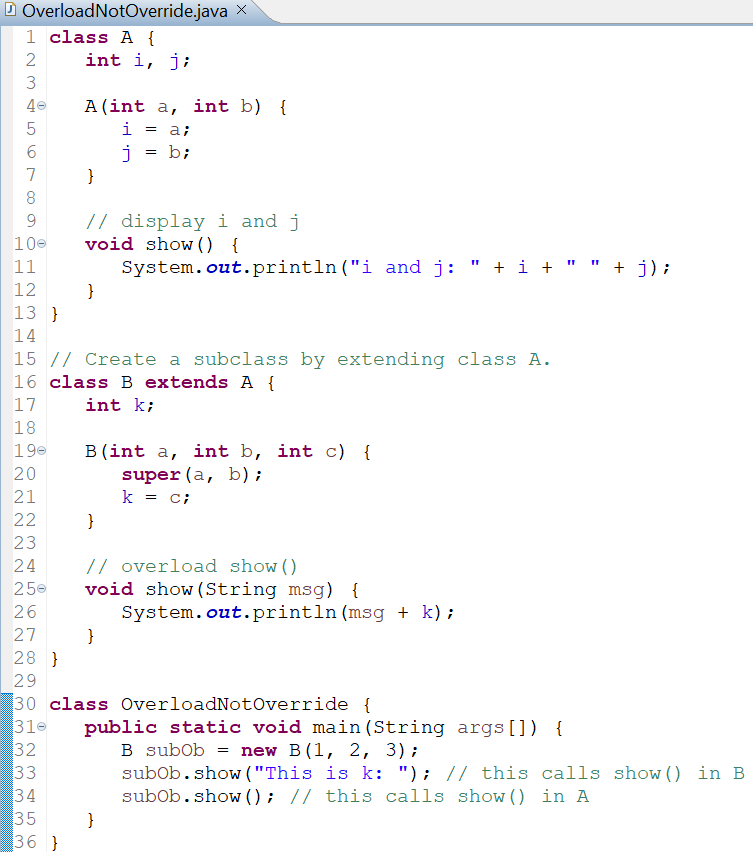 OverloadNotOverride.java
1 class A {
2    int i, j;
3
4    A(int a, int b) {
5       i = a;
6       j = b;
7    }
8
9    // display i and j
10    void show() {
11       System.out.println("i and j: " + i + " " + j);
12    }
13 }
14
15 // Create a subclass by extending class A.
16 class B extends A {
17    int k;
18
19    B(int a, int b, int c) {
20       super(a, b);
21       k = c;
22    }
23
24    // overload show()
25    void show(String msg) {
26       System.out.println(msg + k);
27    }
28 }
29
30 class OverloadNotOverride {
31    public static void main(String args[]) {
32       B subOb = new B(1, 2, 3);
33       subOb.show("This is k: "); // this calls show() in B
34       subOb.show(); // this calls show() in A
35    }
36 }